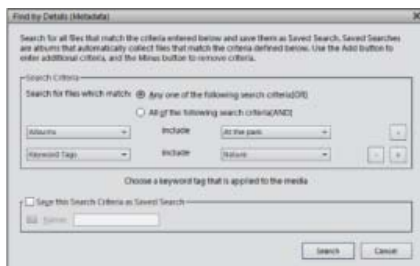 Find by Details (Metadata)
Search for all files that match the criteria entered below and save them as Saved Search. Saved Searches
are albums that automatically collect files that match the criteria defined below. Use the Add button to
enter additional criteria, and the Minus button to remove criteria.
Search Criteria
Search for files which match: Any one of the following search criteria(OR)
All of the following search criteria(AND)
Albums Include At the park -
Keyword Tags Include Nature - +
Choose a keyword tag that is applied to the media
Save this Search Criteria as Saved Search
Name:
Search Cancel